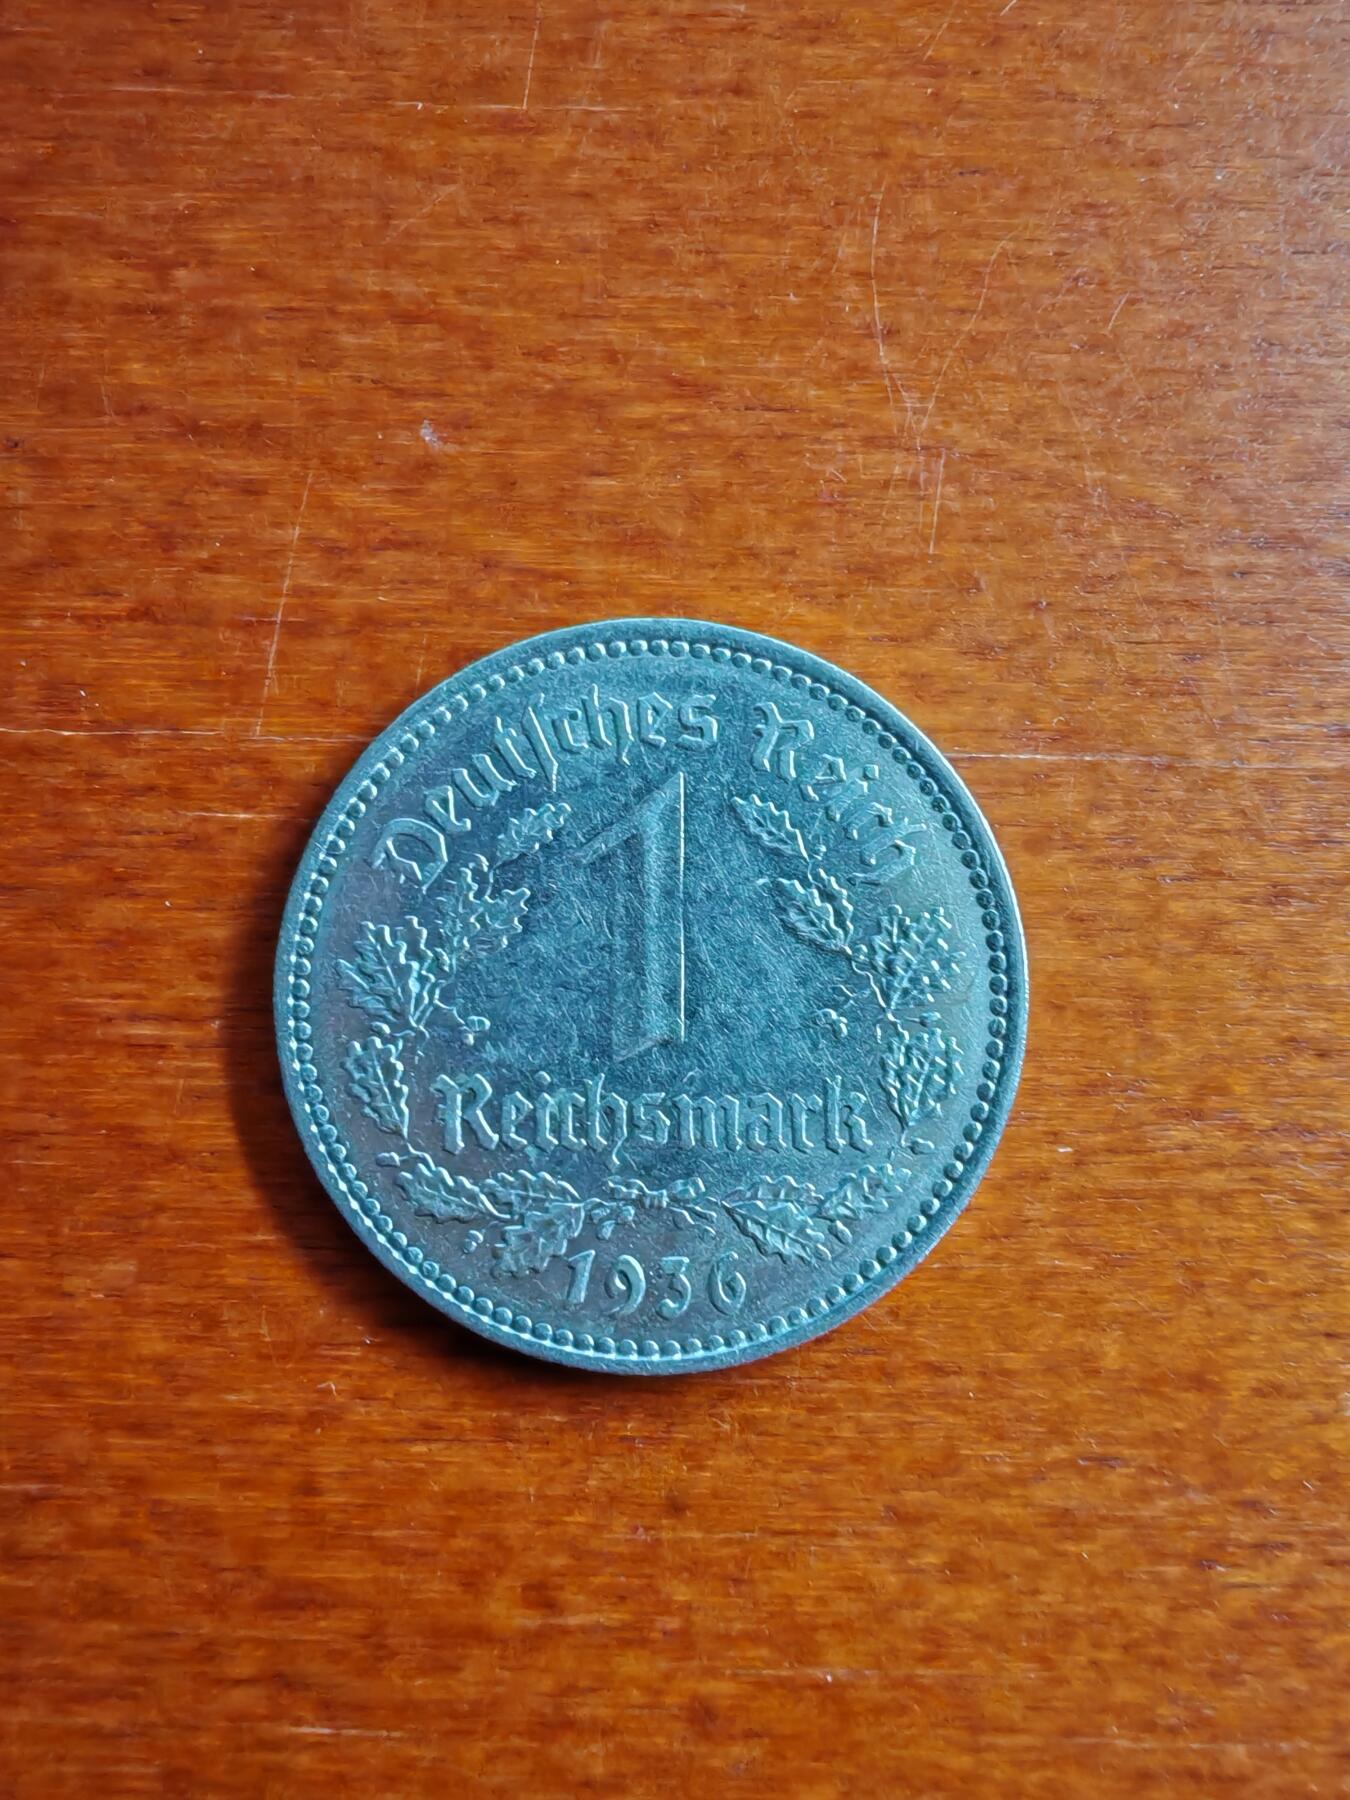 Deutſches Reich
1
Reichsmark
1936